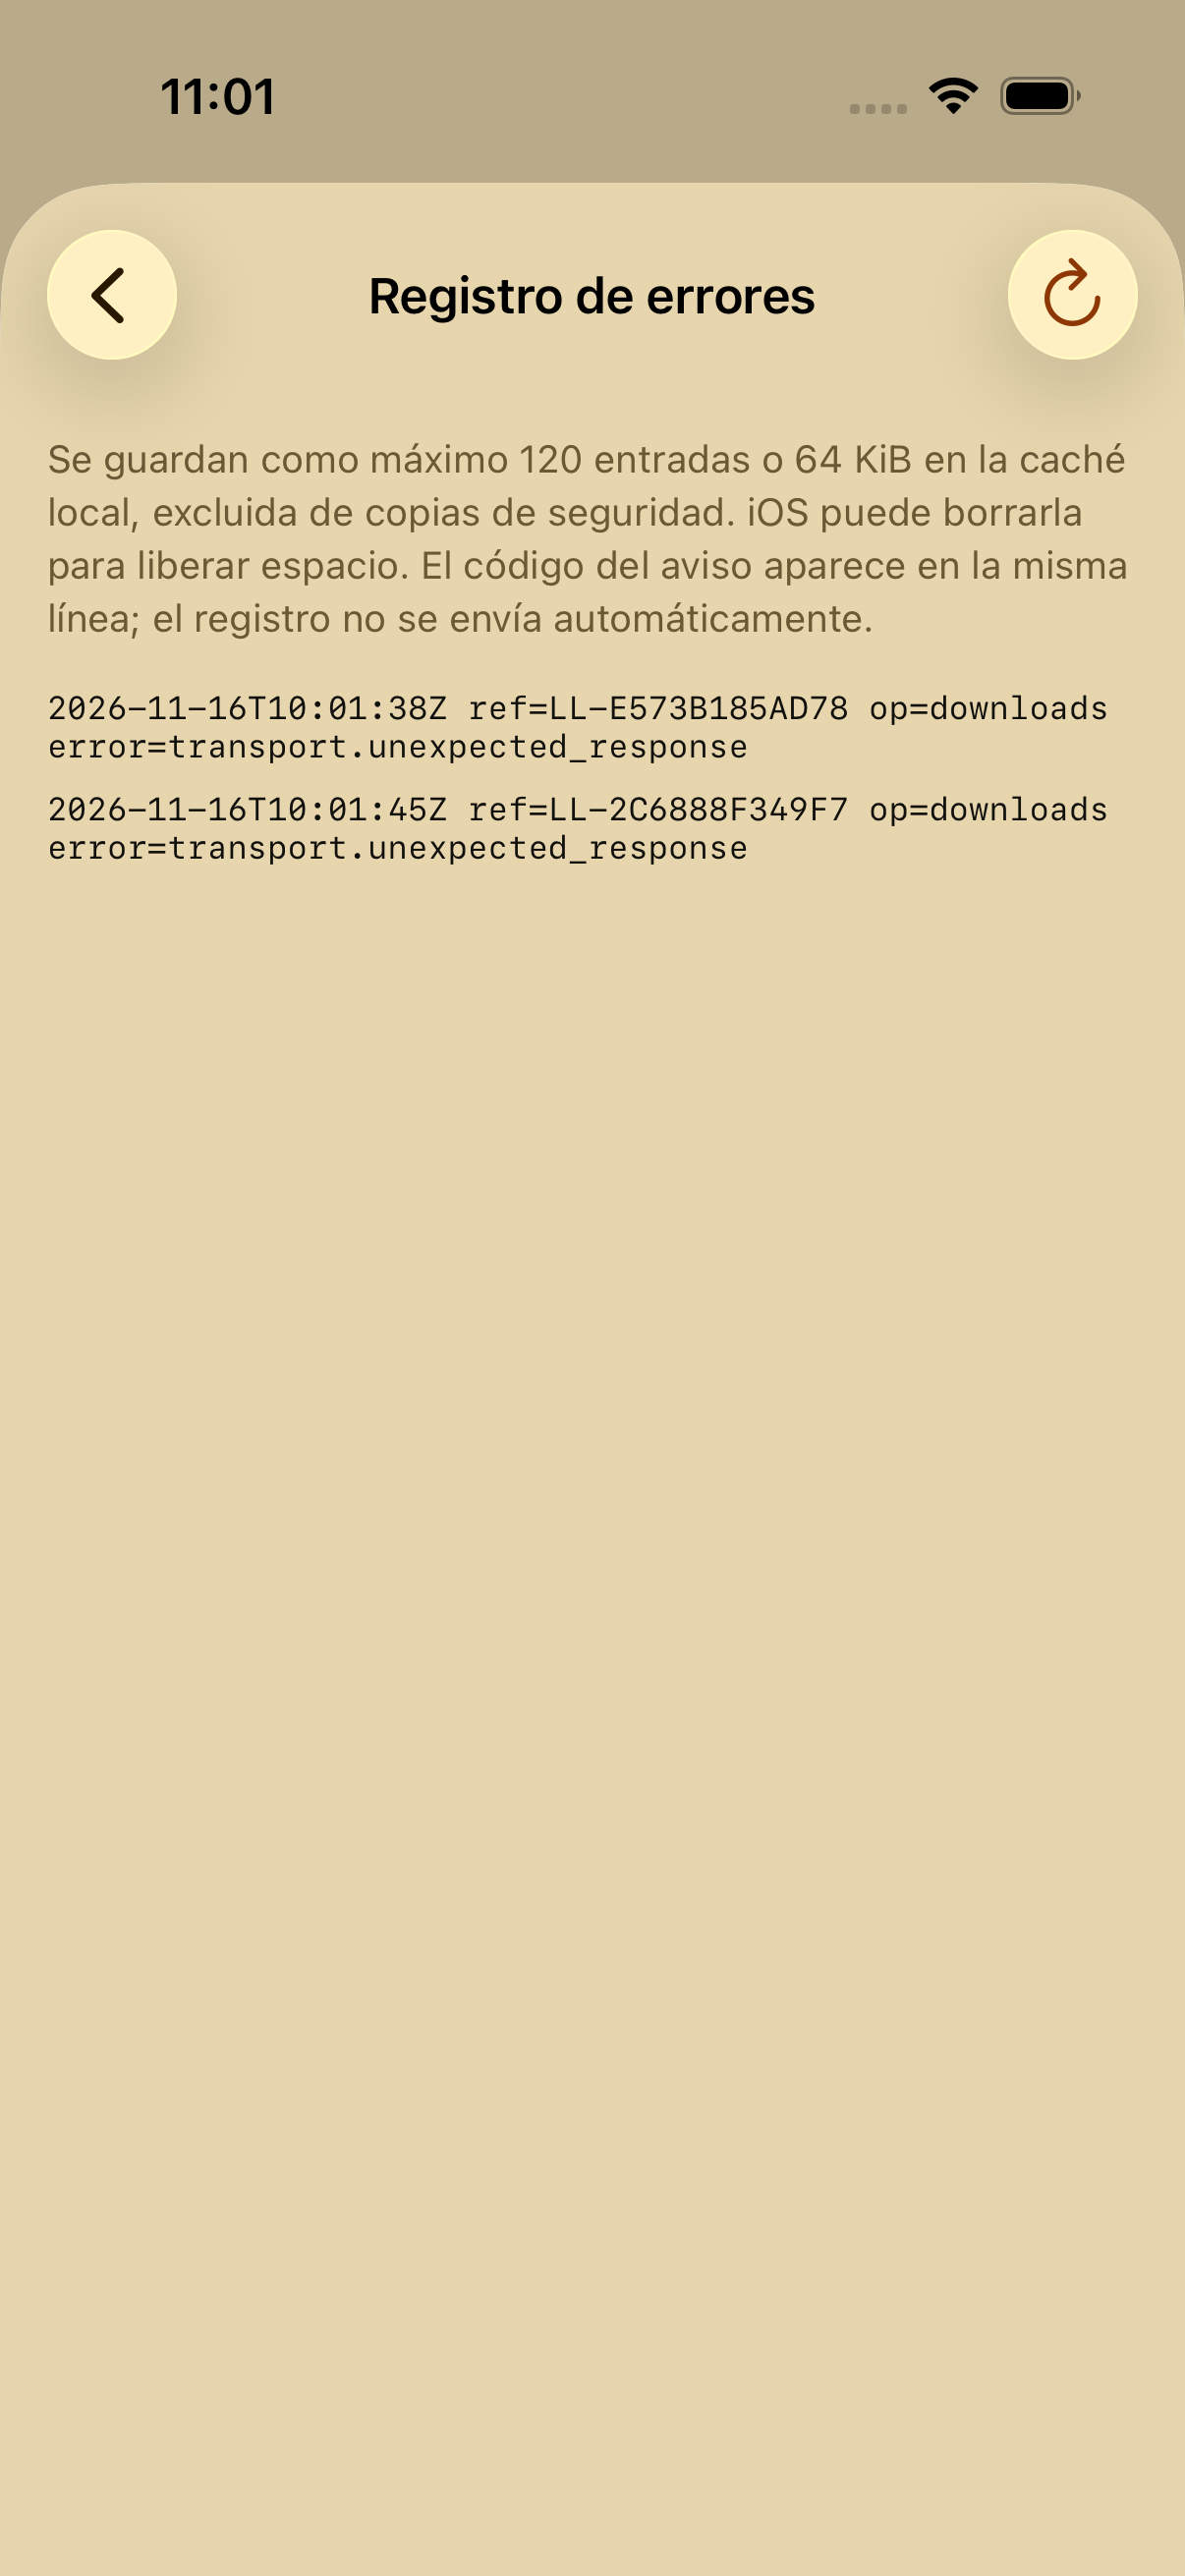 11:01
Registro de errores
Se guardan como máximo 120 entradas o 64 KiB en la caché
local, excluida de copias de seguridad. iOS puede borrarla
para liberar espacio. El código del aviso aparece en la misma
línea; el registro no se envía automáticamente.
2026-11-16T10:01:38Z ref=LL-E573B185AD78 op=downloads
error=transport.unexpected_response
2026-11-16T10:01:45Z ref=LL-2C6888F349F7 op=downloads
error=transport.unexpected_response